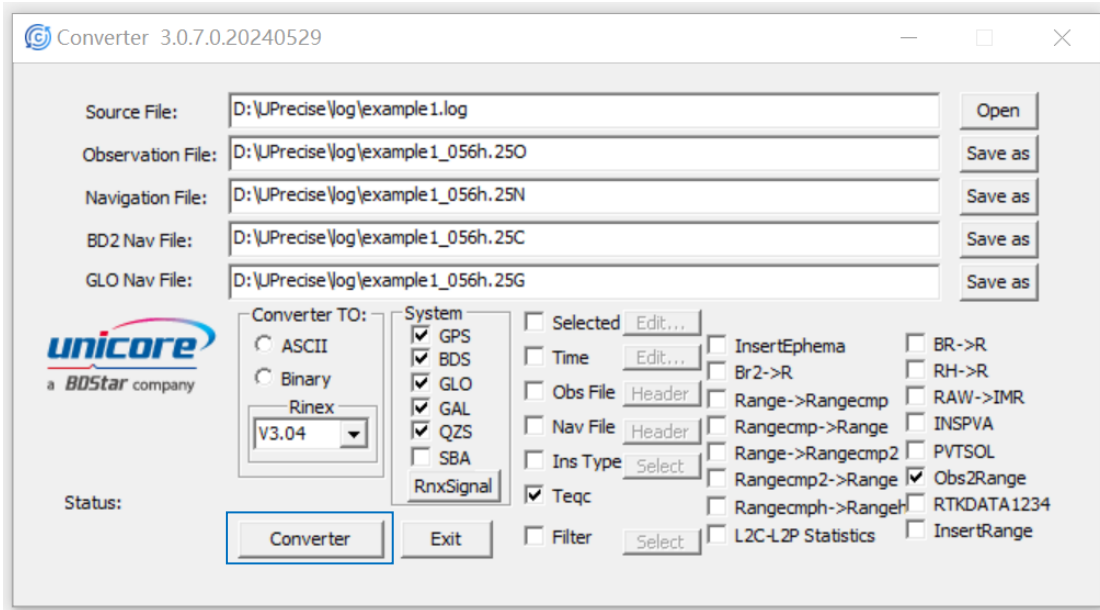 Converter 3.0.7.0.20240529
Source File: D:\UPrecise\log\example1.log Open
Observation File: D:\UPrecise\log\example1_056h.25O Save as
Navigation File: D:\UPrecise\log\example1_056h.25N Save as
BD2 Nav File: D:\UPrecise\log\example1_056h.25C Save as
GLO Nav File: D:\UPrecise\log\example1_056h.25G Save as
unicore
a BDStar company
Status:
Converter TO:
ASCII
Binary
Rinex
V3.04
System
GPS
BDS
GLO
GAL
QZS
SBA
RnxSignal
Selected Edit...
Time Edit...
Obs File Header
Nav File Header
Ins Type Select
Teqc
Filter Select
InsertEphema
Br2->R
Range->Rangecmp
Rangecmp->Range
Range->Rangecmp2
Rangecmp2->Range
Rangecmph->Rangeh
L2C-L2P Statistics
BR->R
RH->R
RAW->IMR
INSPVA
PVTSOL
Obs2Range
RTKDATA1234
InsertRange
Converter Exit